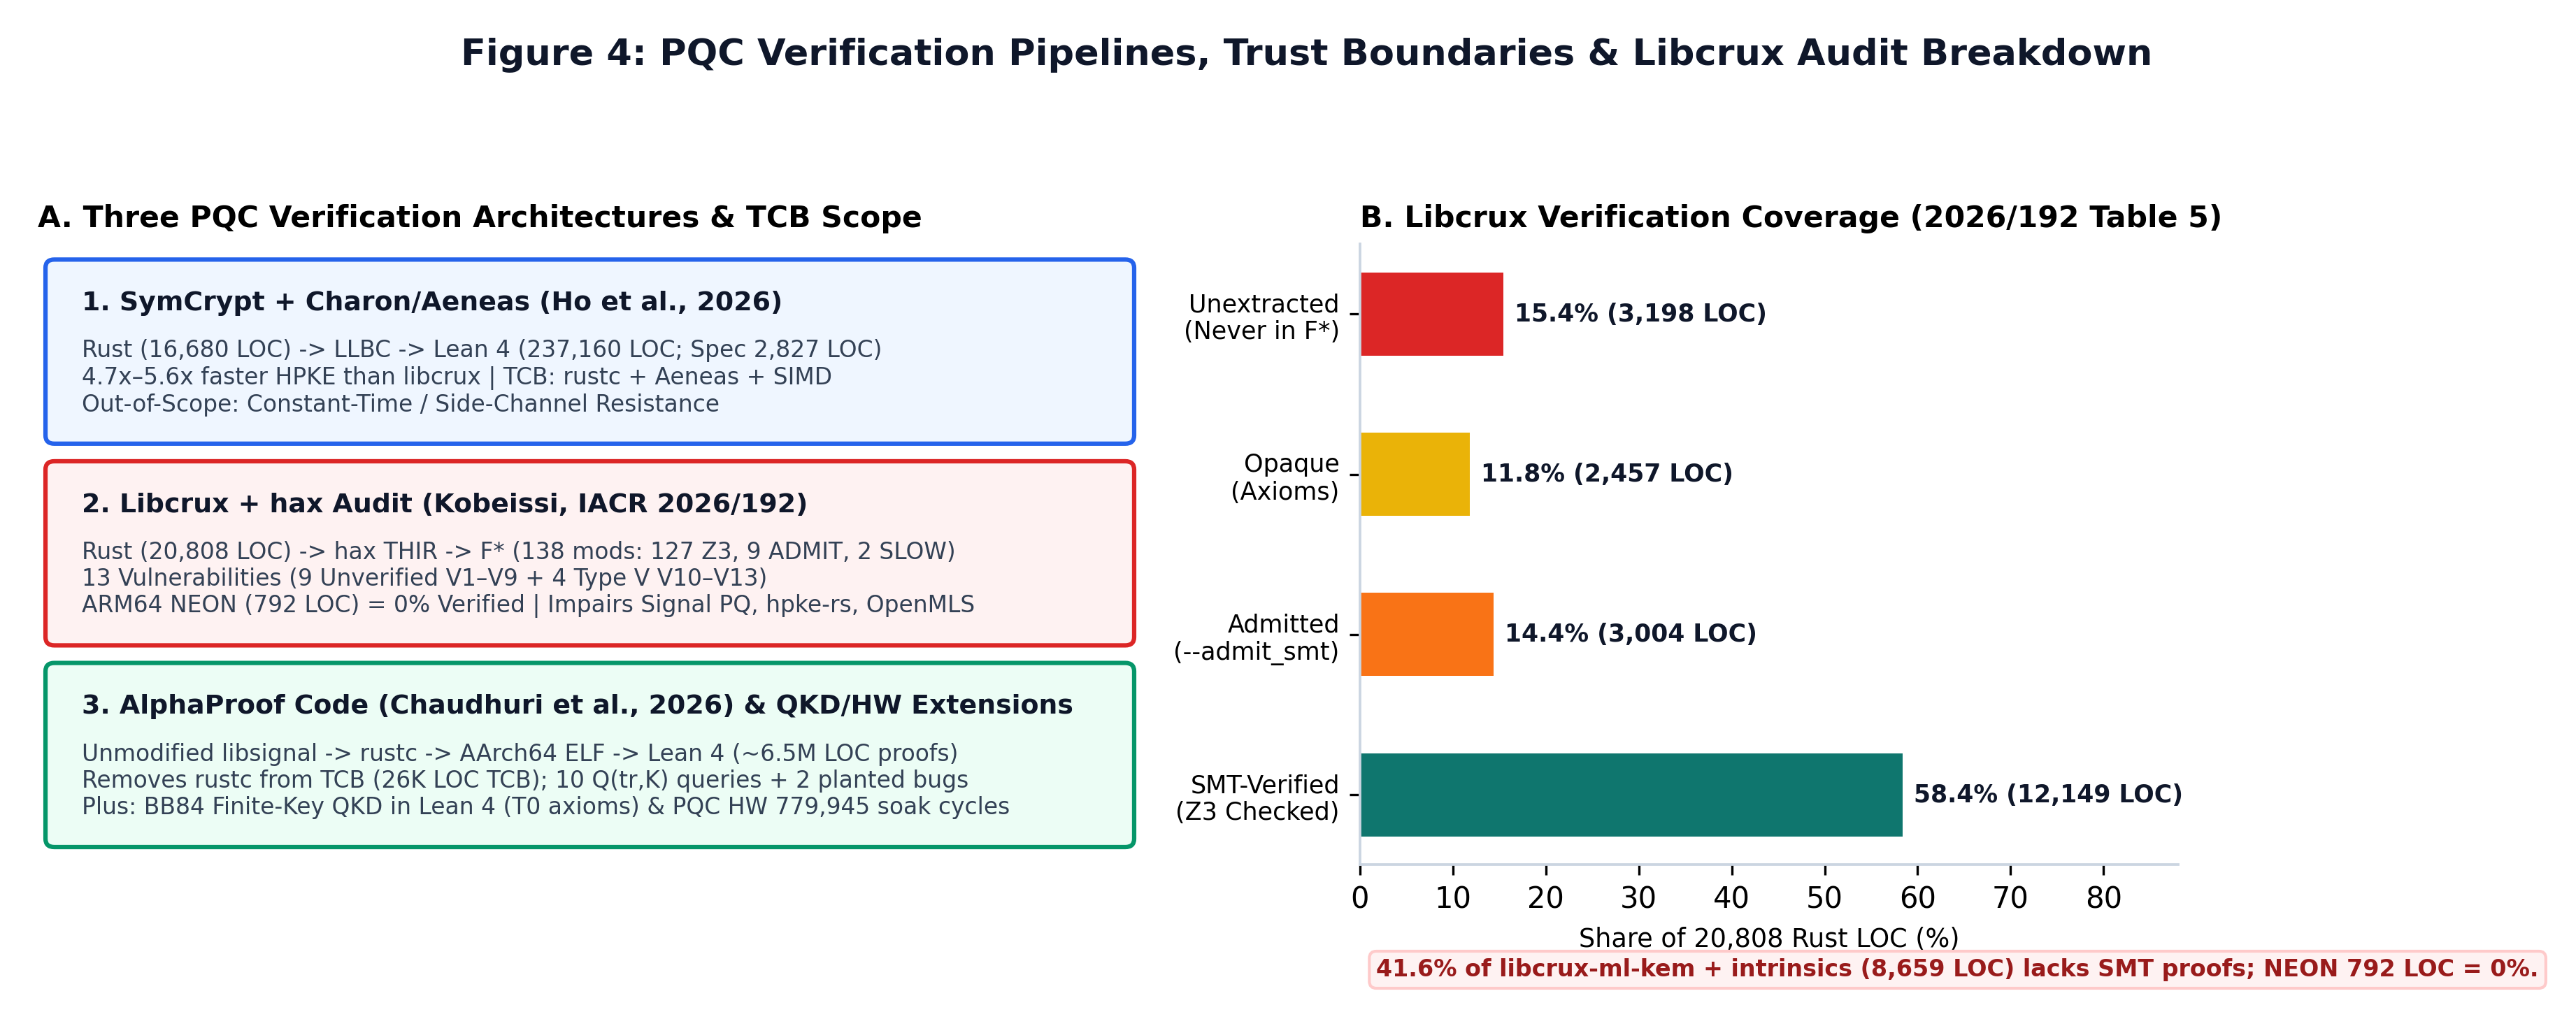 Figure 4: PQC Verification Pipelines, Trust Boundaries & Libcrux Audit Breakdown
A. Three PQC Verification Architectures & TCB Scope
1. SymCrypt + Charon/Aeneas (Ho et al., 2026)
Rust (16,680 LOC) -> LLBC -> Lean 4 (237,160 LOC; Spec 2,827 LOC)
4.7x–5.6x faster HPKE than libcrux | TCB: rustc + Aeneas + SIMD
Out-of-Scope: Constant-Time / Side-Channel Resistance
2. Libcrux + hax Audit (Kobeissi, IACR 2026/192)
Rust (20,808 LOC) -> hax THIR -> F* (138 mods: 127 Z3, 9 ADMIT, 2 SLOW)
13 Vulnerabilities (9 Unverified V1–V9 + 4 Type V V10–V13)
ARM64 NEON (792 LOC) = 0% Verified | Impairs Signal PQ, hpke-rs, OpenMLS
3. AlphaProof Code (Chaudhuri et al., 2026) & QKD/HW Extensions
Unmodified libsignal -> rustc -> AArch64 ELF -> Lean 4 (~6.5M LOC proofs)
Removes rustc from TCB (26K LOC TCB); 10 Q(tr,K) queries + 2 planted bugs
Plus: BB84 Finite-Key QKD in Lean 4 (T0 axioms) & PQC HW 779,945 soak cycles
B. Libcrux Verification Coverage (2026/192 Table 5)
Unextracted
(Never in F*)
15.4% (3,198 LOC)
Opaque
(Axioms)
11.8% (2,457 LOC)
Admitted
(--admit_smt)
14.4% (3,004 LOC)
SMT-Verified
(Z3 Checked)
58.4% (12,149 LOC)
0 10 20 30 40 50 60 70 80
Share of 20,808 Rust LOC (%)
41.6% of libcrux-ml-kem + intrinsics (8,659 LOC) lacks SMT proofs; NEON 792 LOC = 0%.